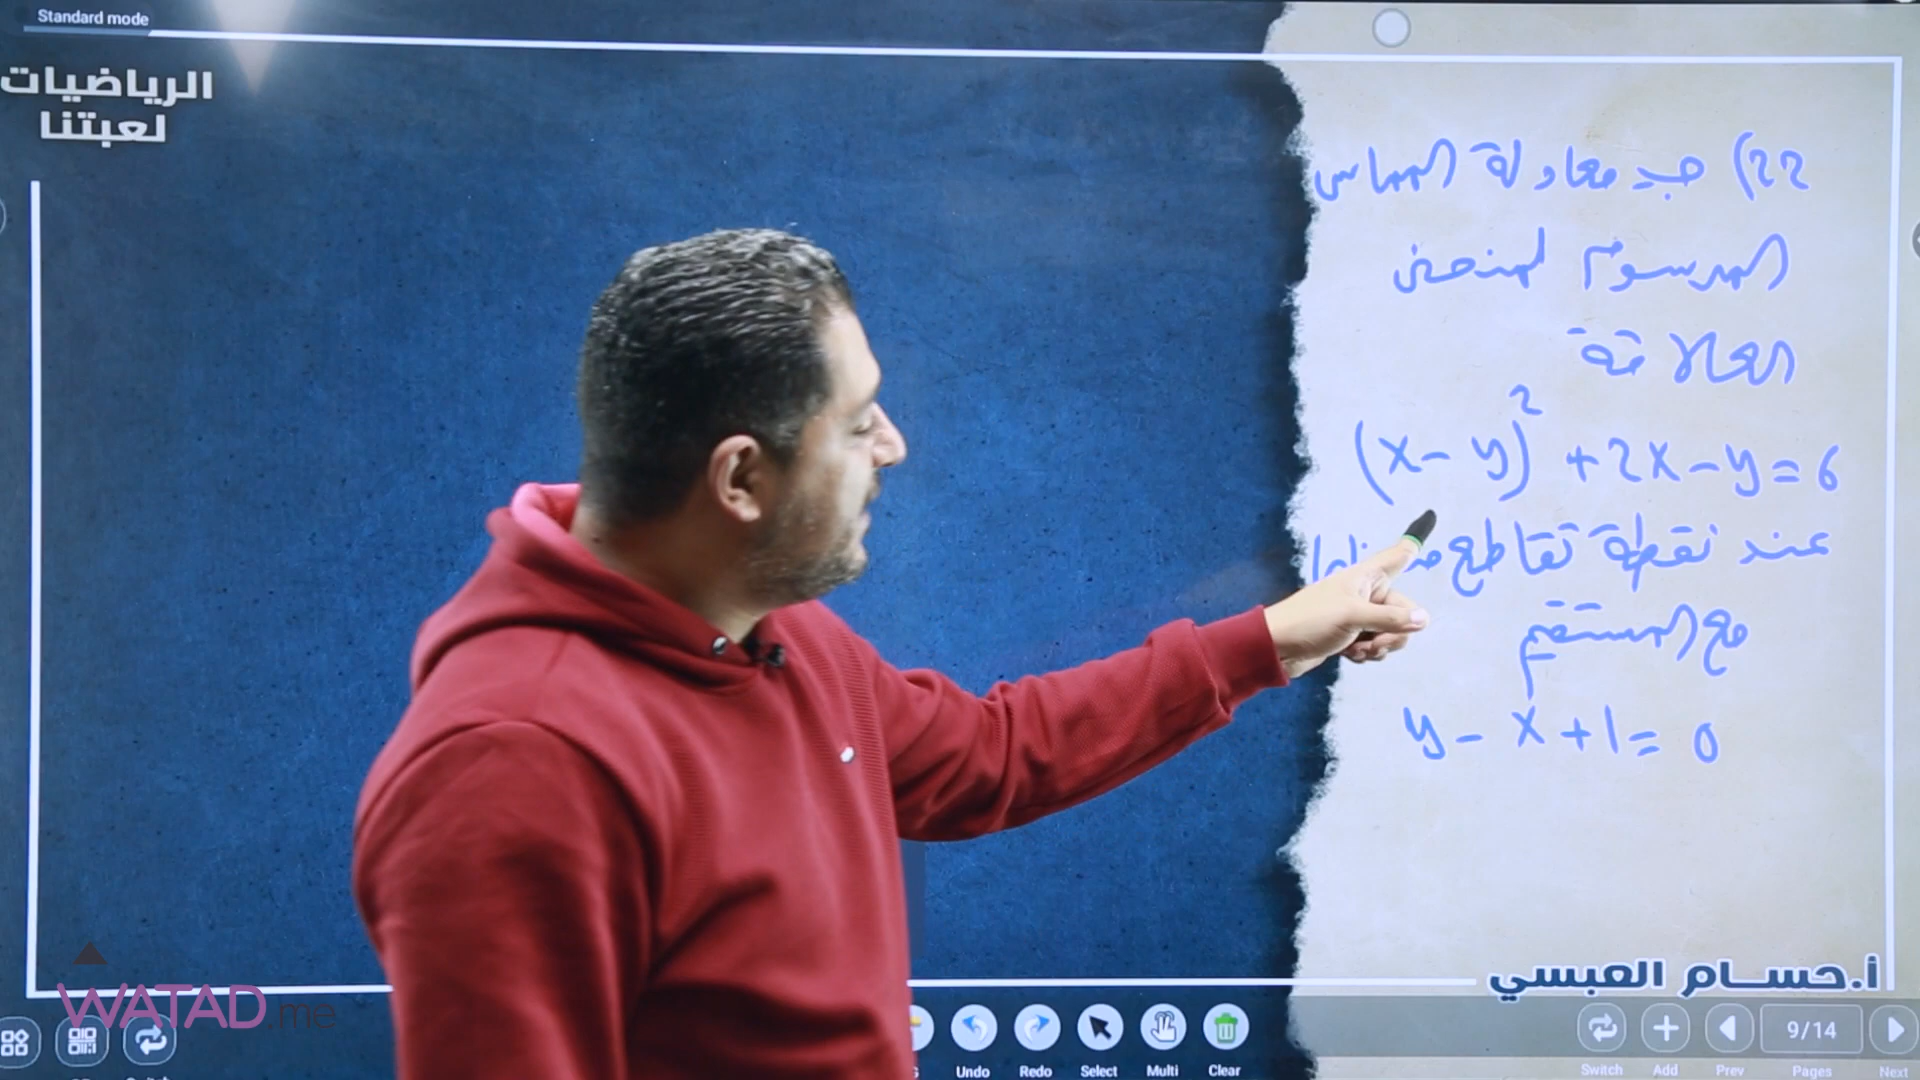 Standard mode
الرياضيات
لعبتنا
22) جد معادلة المماس
المرسوم لمنحنى
العلاقة
(x - y)² + 2x - y = 6
عند نقطة تقاطع
مع المستقيم
y - x + 1 = 0
أ.حسام العبسي
WATAD.me
Undo Redo Select Multi Clear
9/14
Switch Add Prev Pages Next